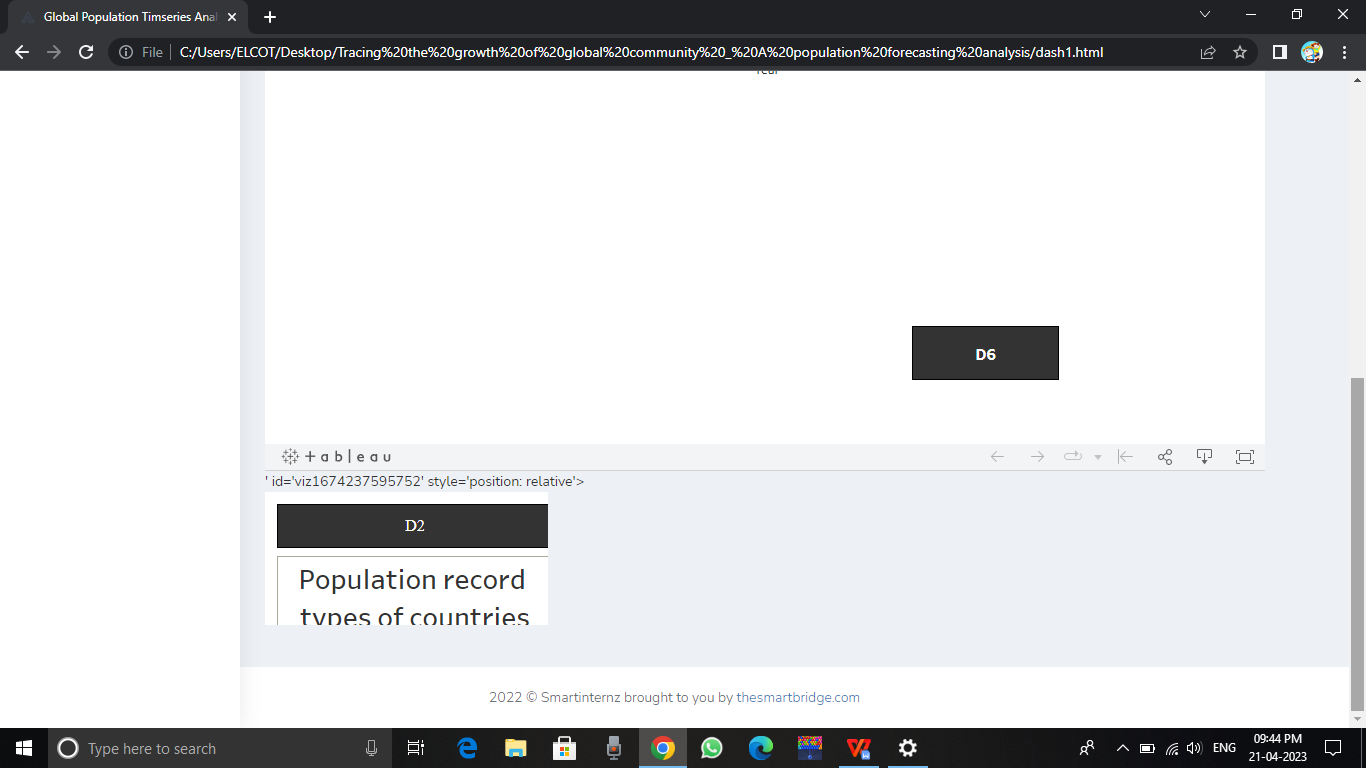 Global Population Timseries Anal
File
C:/Users/ELCOT/Desktop/Tracing%20the%20growth%20of%20global%20community%20_%20A%20population%20forecasting%20analysis/dash1.html
Year
D6
+ a b | e a u
' id='viz1674237595752' style='position: relative'>
D2
Population record
types of countries
2022 © Smartinternz brought to you by thesmartbridge.com
Type here to search
ENG
09:44 PM
21-04-2023